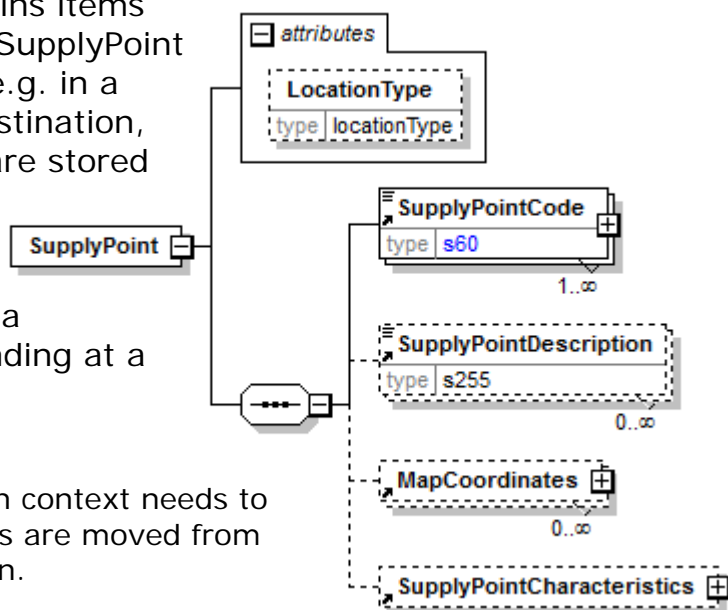 ins items
SupplyPoint
e.g. in a
stination,
are stored
a
nding at a
n context needs to
s are moved from
n.
attributes
LocationType
type locationType
SupplyPoint
SupplyPointCode
type s60
1..∞
SupplyPointDescription
type s255
0..∞
MapCoordinates
0..∞
SupplyPointCharacteristics